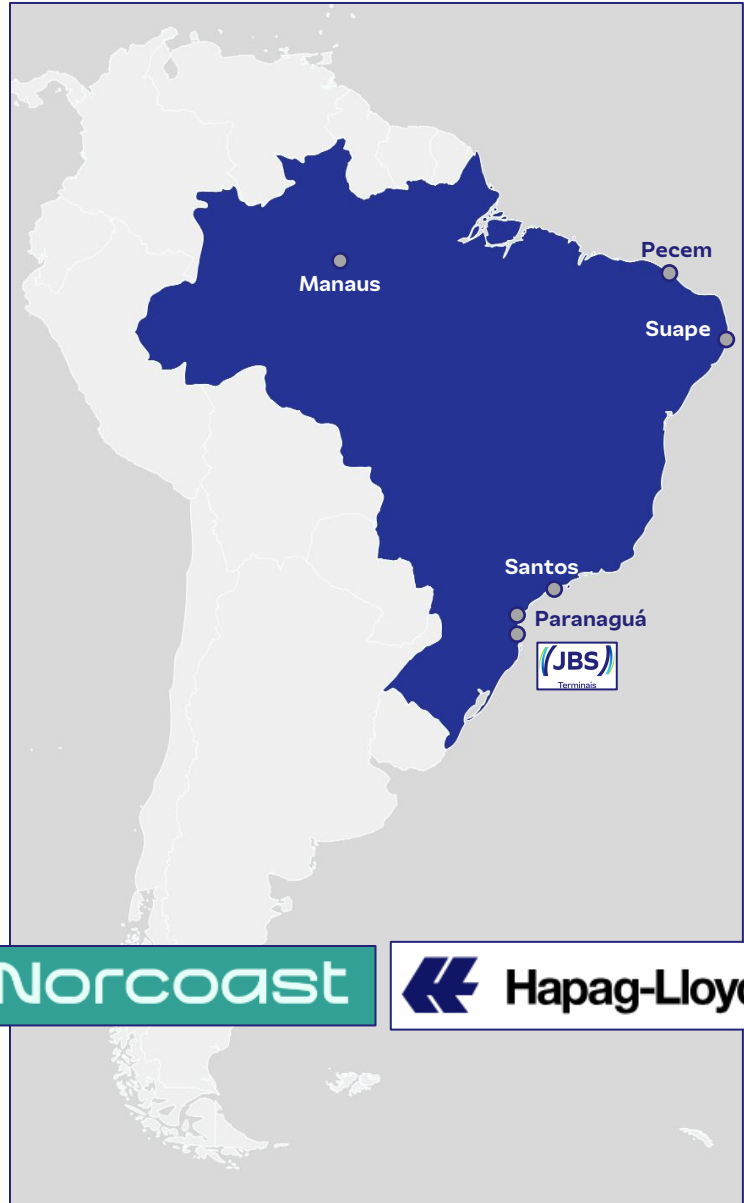 Pecem
Manaus
Suape
Santos
Paranaguá
JBS
Terminais
Norcoast
Hapag-Lloyd